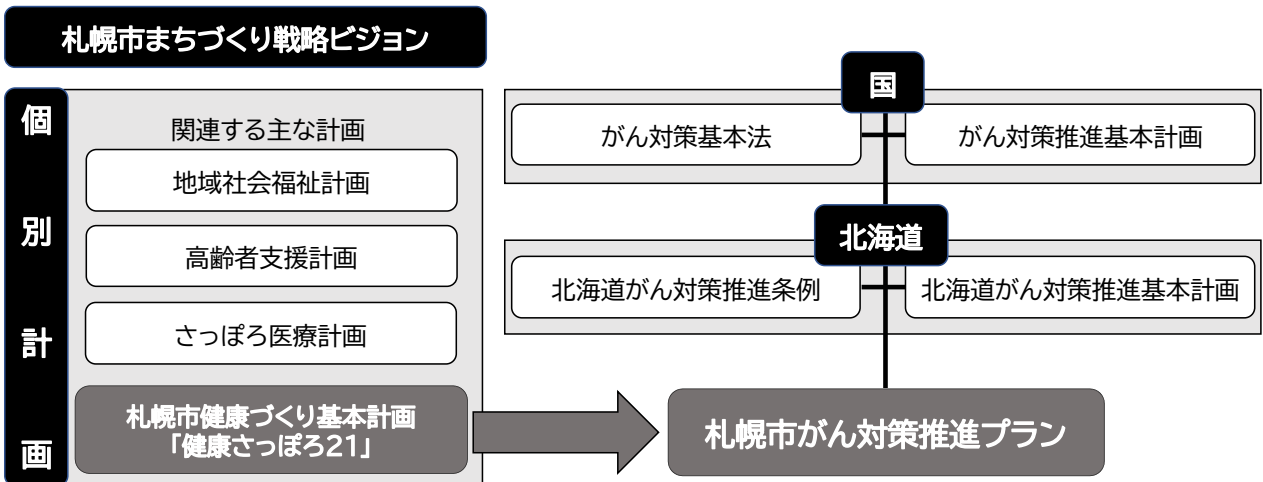 札幌市まちづくり戦略ビジョン
個別計画
関連する主な計画
地域社会福祉計画
高齢者支援計画
さっぽろ医療計画
札幌市健康づくり基本計画
「健康さっぽろ21」
国
がん対策基本法
がん対策推進基本計画
北海道
北海道がん対策推進条例
北海道がん対策推進基本計画
札幌市がん対策推進プラン